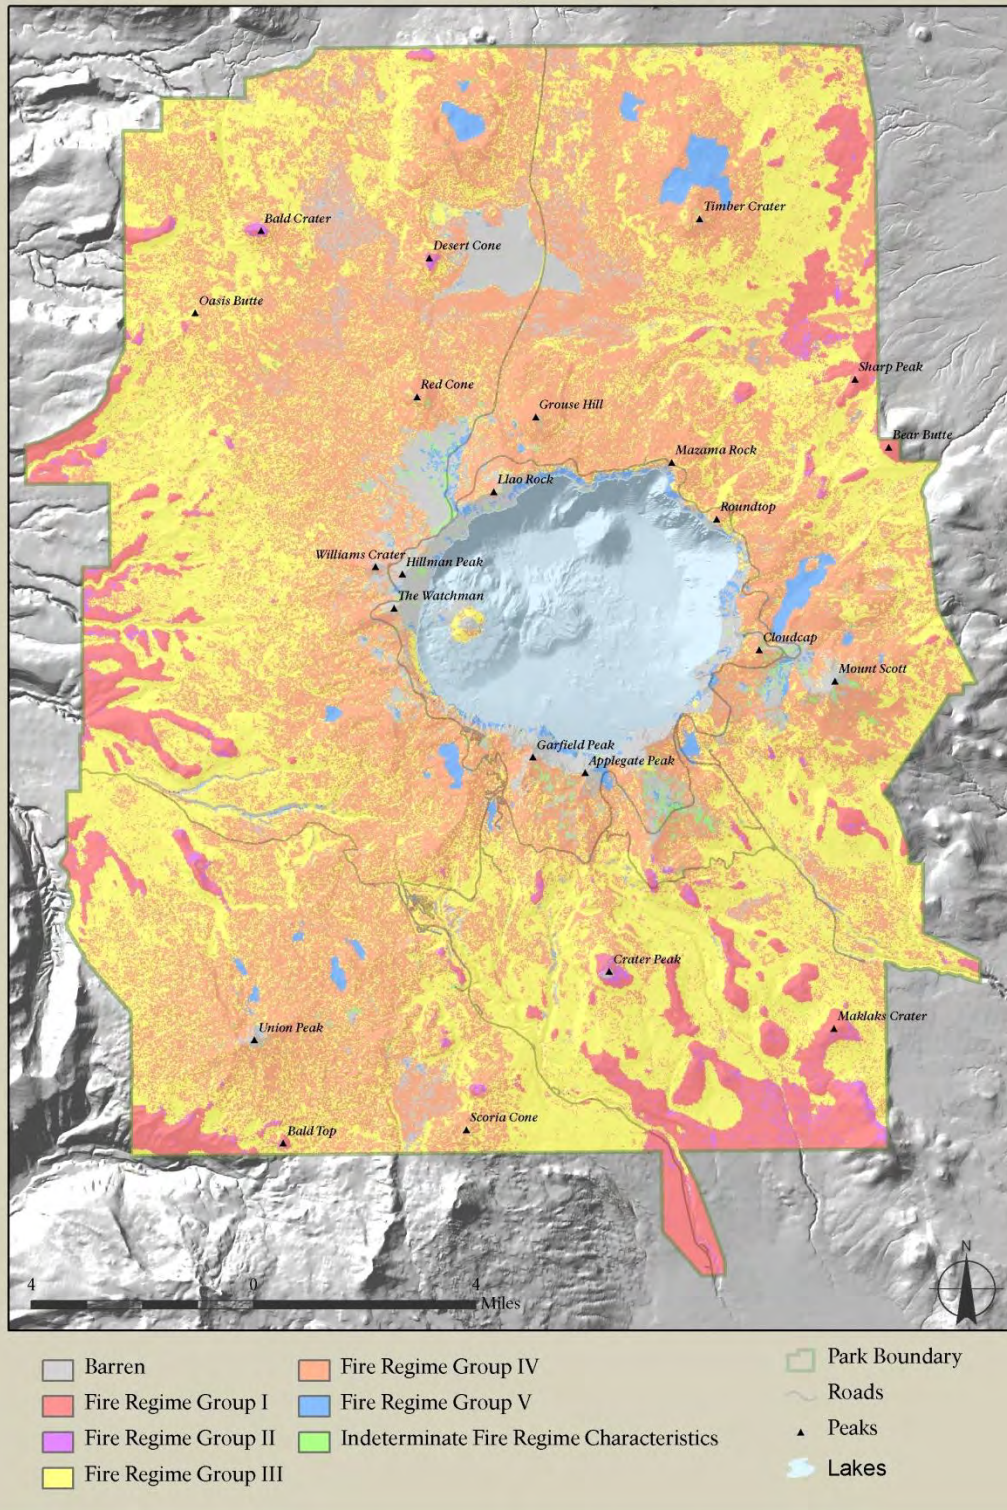 Timber Crater
Bald Crater
Desert Cone
Oasis Butte
Sharp Peak
Red Cone
Grouse Hill
Bear Butte
Mazama Rock
Llao Rock
Roundtop
Williams Crater
Hillman Peak
The Watchman
Cloudcap
Mount Scott
Garfield Peak
Applegate Peak
Crater Peak
Maklaks Crater
Union Peak
Scoria Cone
Bald Top
N
4 0 4
Miles
Barren
Fire Regime Group I
Fire Regime Group II
Fire Regime Group III
Fire Regime Group IV
Fire Regime Group V
Indeterminate Fire Regime Characteristics
Park Boundary
Roads
Peaks
Lakes